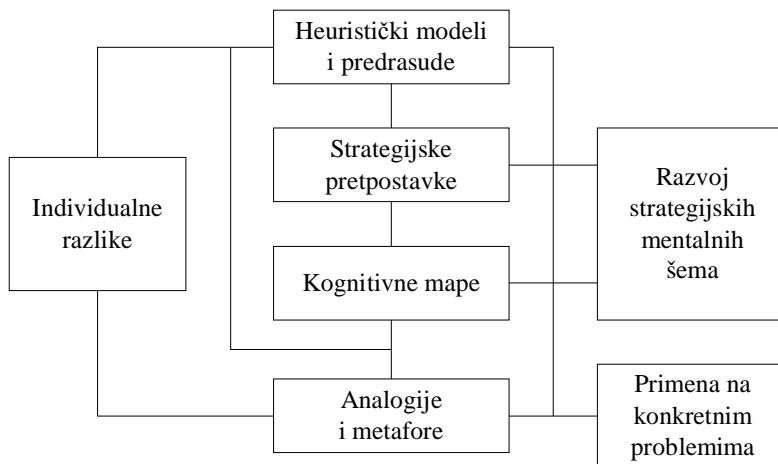 Heuristički modeli
i predrasude
Strategijske
pretpostavke
Individualne
razlike
Kognitivne mape
Analogije
i metafore
Razvoj
strategijskih
mentalnih
šema
Primena na
konkretnim
problemima